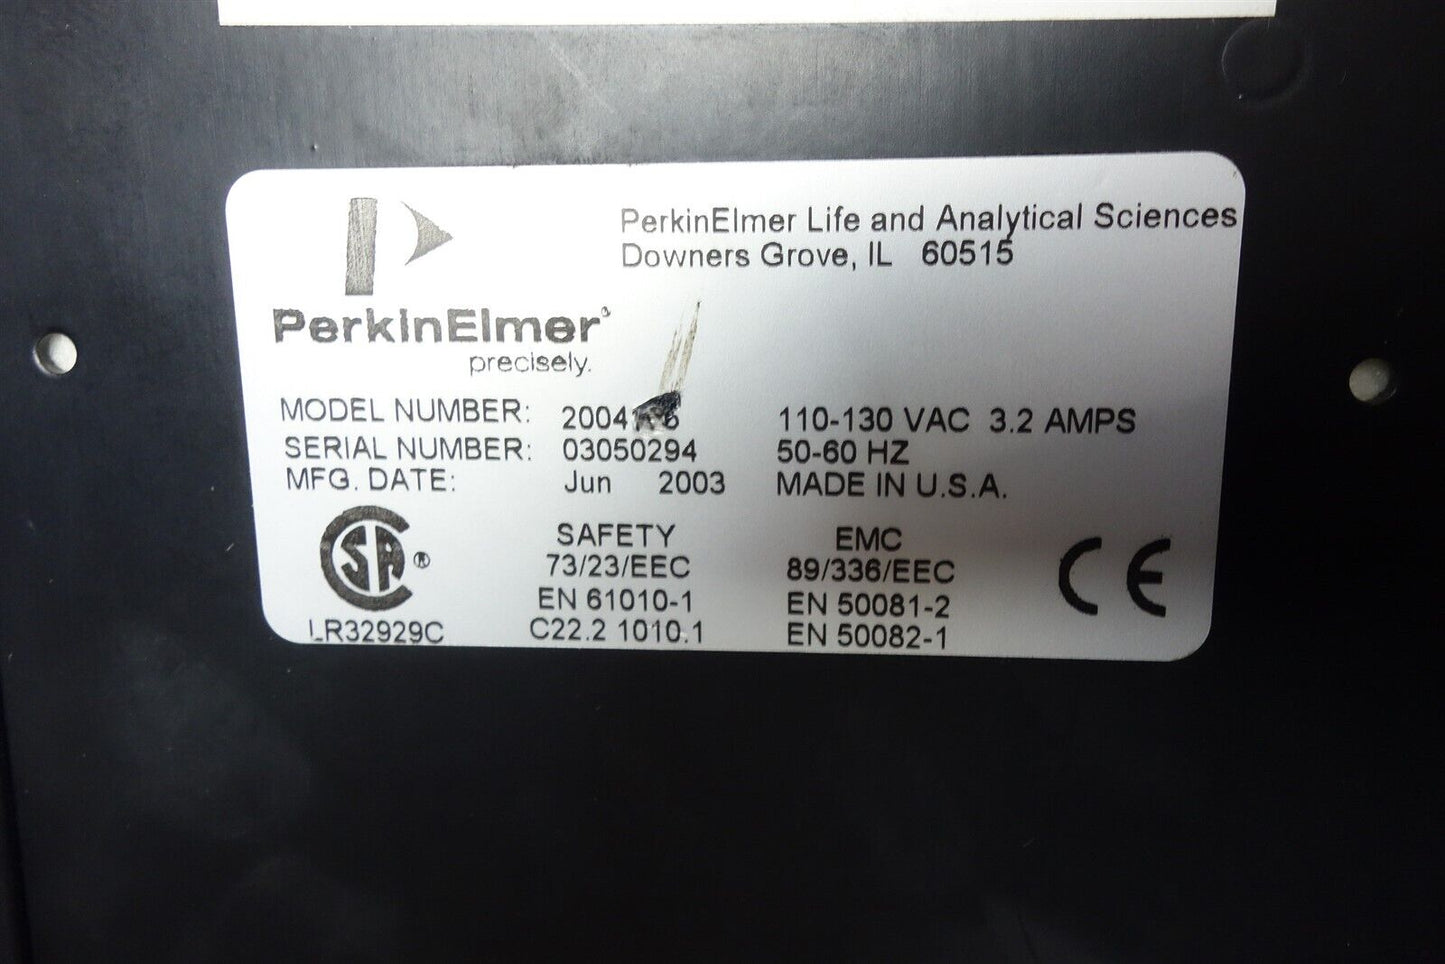 PerkinElmer Life and Analytical Sciences
Downers Grove, IL 60515
PerkinElmer
precisely.
MODEL NUMBER: 110-130 VAC 3.2 AMPS
SERIAL NUMBER: 03050294 50-60 HZ
MFG. DATE: Jun 2003 MADE IN U.S.A.
SAFETY EMC
73/23/EEC 89/336/EEC
EN 61010-1 EN 50081-2
LR32929C C22.2 1010.1 EN 50082-1
SA ®
CE